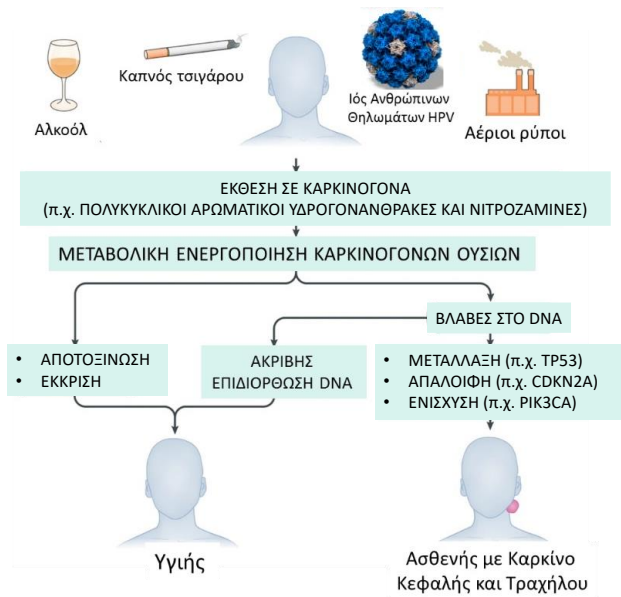 Αλκοόλ
Καπνός τσιγάρου
Ιός Ανθρώπινων
Θηλωμάτων HPV
Αέριοι ρύποι
ΕΚΘΕΣΗ ΣΕ ΚΑΡΚΙΝΟΓΟΝΑ
(π.χ. ΠΟΛΥΚΥΚΛΙΚΟΙ ΑΡΩΜΑΤΙΚΟΙ ΥΔΡΟΓΟΝΑΝΘΡΑΚΕΣ ΚΑΙ ΝΙΤΡΟΖΑΜΙΝΕΣ)
ΜΕΤΑΒΟΛΙΚΗ ΕΝΕΡΓΟΠΟΙΗΣΗ ΚΑΡΚΙΝΟΓΟΝΩΝ ΟΥΣΙΩΝ
ΒΛΑΒΕΣ ΣΤΟ DNA
• ΑΠΟΤΟΞΙΝΩΣΗ
• ΕΚΚΡΙΣΗ
ΑΚΡΙΒΗΣ
ΕΠΙΔΙΟΡΘΩΣΗ DNA
• ΜΕΤΑΛΛΑΞΗ (π.χ. TP53)
• ΑΠΑΛΟΙΦΗ (π.χ. CDKN2A)
• ΕΝΙΣΧΥΣΗ (π.χ. PIK3CA)
Υγιής
Ασθενής με Καρκίνο
Κεφαλής και Τραχήλου